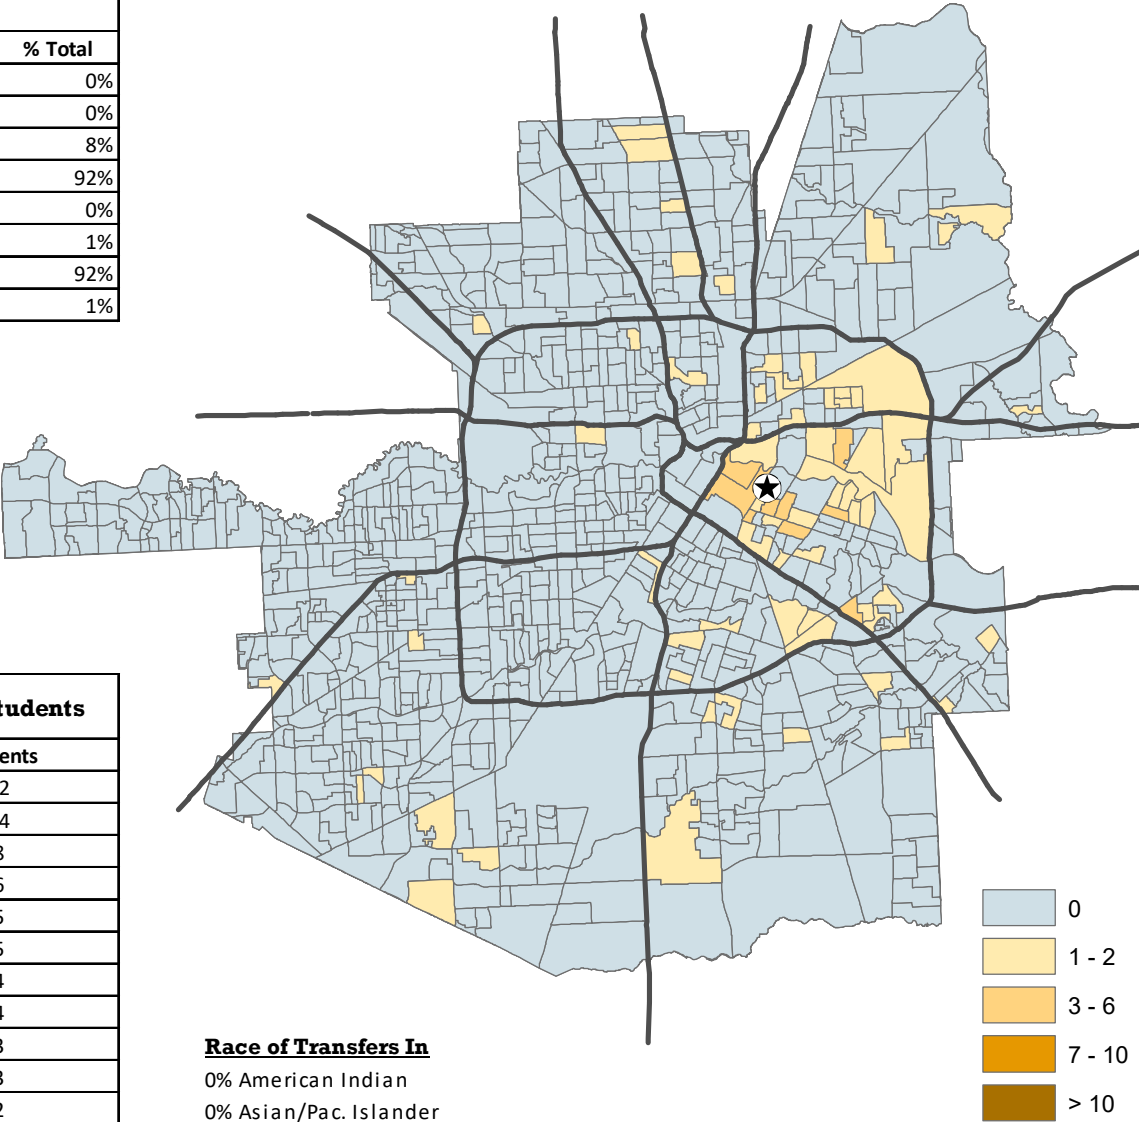 % Total
0%
0%
8%
92%
0%
1%
92%
1%
ents
2
4
3
6
5
5
4
4
3
3
2
0
1 - 2
3 - 6
7 - 10
> 10
Race of Transfers In
0% American Indian
0% Asian/Pac. Islander